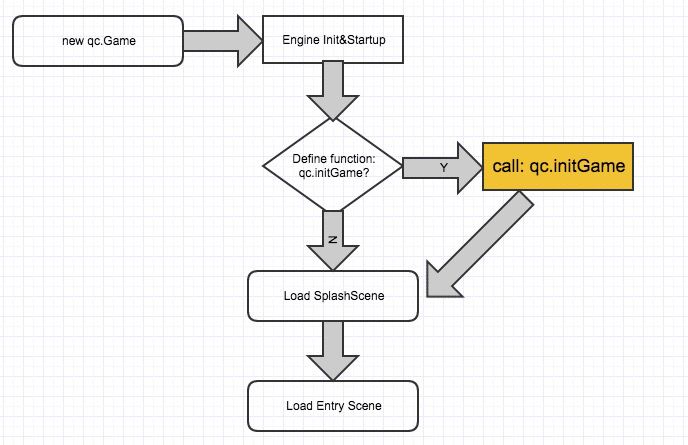 new qc.Game
Engine Init&Startup
Define function:
qc.initGame?
Y
call: qc.initGame
N
Load SplashScene
Load Entry Scene